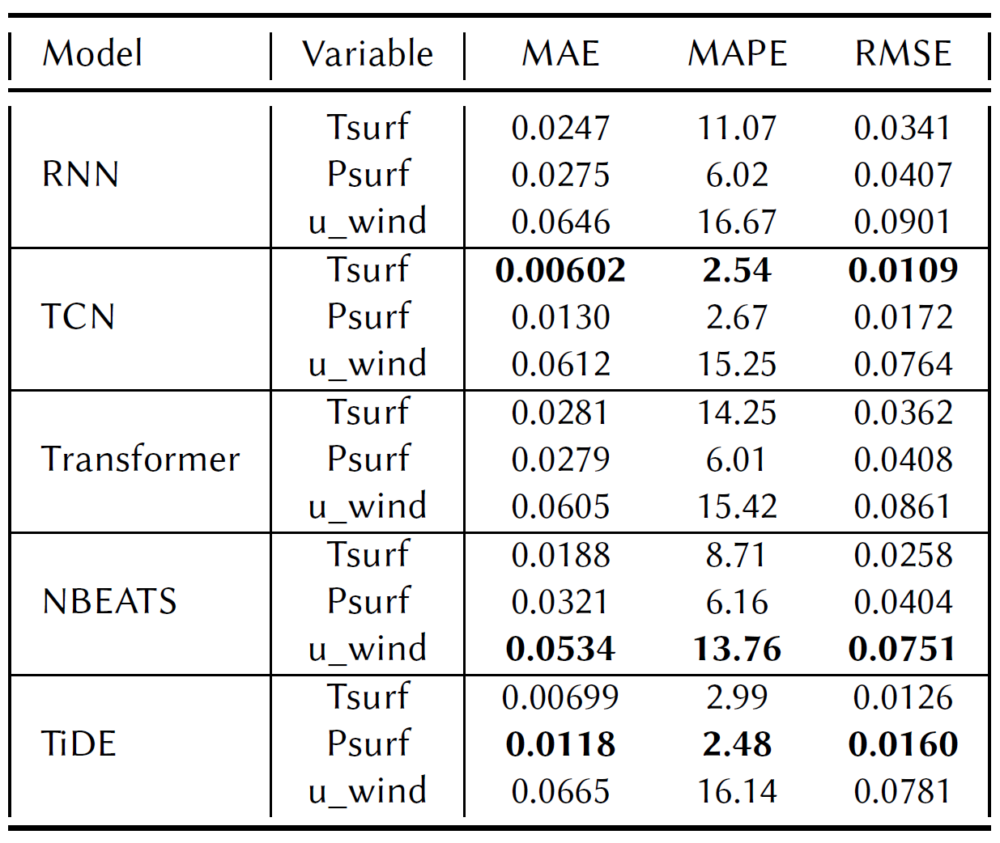 Model Variable MAE MAPE RMSE
Tsurf 0.0247 11.07 0.0341
RNN Psurf 0.0275 6.02 0.0407
u_wind 0.0646 16.67 0.0901
Tsurf 0.00602 2.54 0.0109
TCN Psurf 0.0130 2.67 0.0172
u_wind 0.0612 15.25 0.0764
Tsurf 0.0281 14.25 0.0362
Transformer Psurf 0.0279 6.01 0.0408
u_wind 0.0605 15.42 0.0861
Tsurf 0.0188 8.71 0.0258
NBEATS Psurf 0.0321 6.16 0.0404
u_wind 0.0534 13.76 0.0751
Tsurf 0.00699 2.99 0.0126
TiDE Psurf 0.0118 2.48 0.0160
u_wind 0.0665 16.14 0.0781